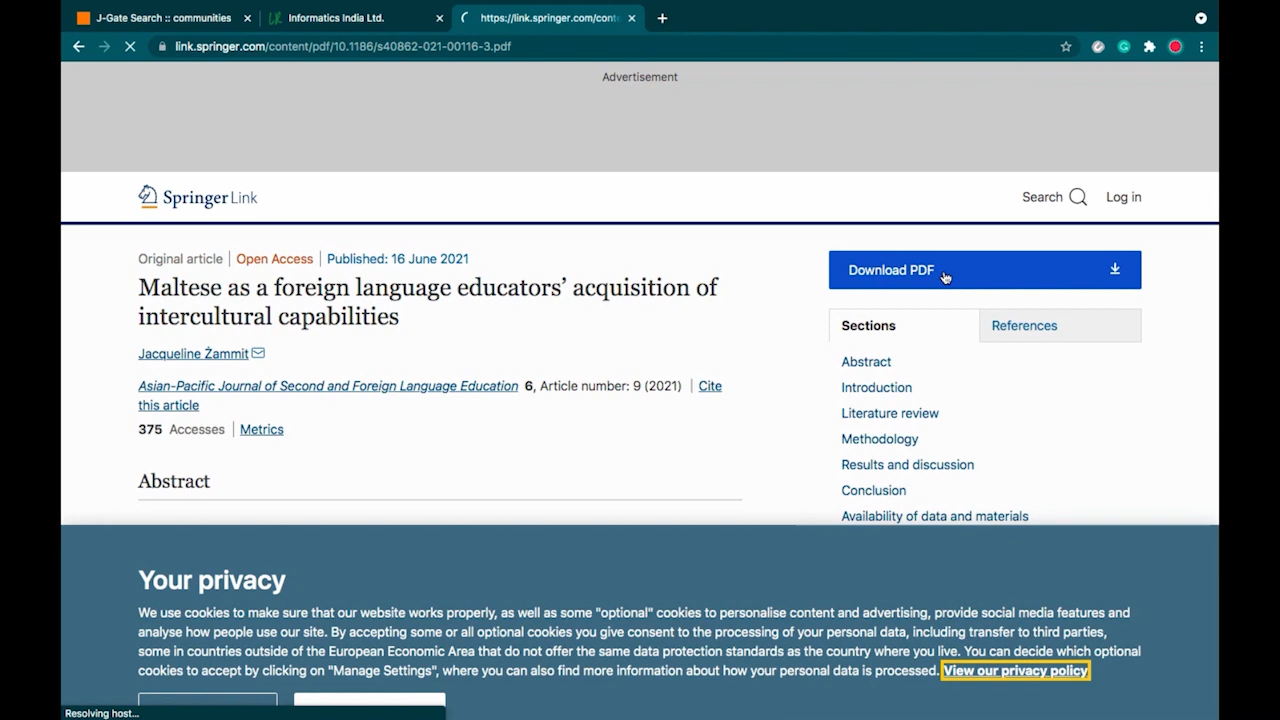 J-Gate Search :: communities
Informatics India Ltd.
https://link.springer.com/cont
link.springer.com/content/pdf/10.1186/s40862-021-00116-3.pdf
Advertisement
Springer Link
Search
Log in
Original article | Open Access | Published: 16 June 2021
Maltese as a foreign language educators’ acquisition of
intercultural capabilities
Jacqueline Żammit
Asian-Pacific Journal of Second and Foreign Language Education 6, Article number: 9 (2021) | Cite
this article
375 Accesses | Metrics
Abstract
Download PDF
Sections
References
Abstract
Introduction
Literature review
Methodology
Results and discussion
Conclusion
Availability of data and materials
Your privacy
We use cookies to make sure that our website works properly, as well as some "optional" cookies to personalise content and advertising, provide social media features and
analyse how people use our site. By accepting some or all optional cookies you give consent to the processing of your personal data, including transfer to third parties,
some in countries outside of the European Economic Area that do not offer the same data protection standards as the country where you live. You can decide which optional
cookies to accept by clicking on "Manage Settings", where you can also find more information about how your personal data is processed. View our privacy policy
Resolving host...